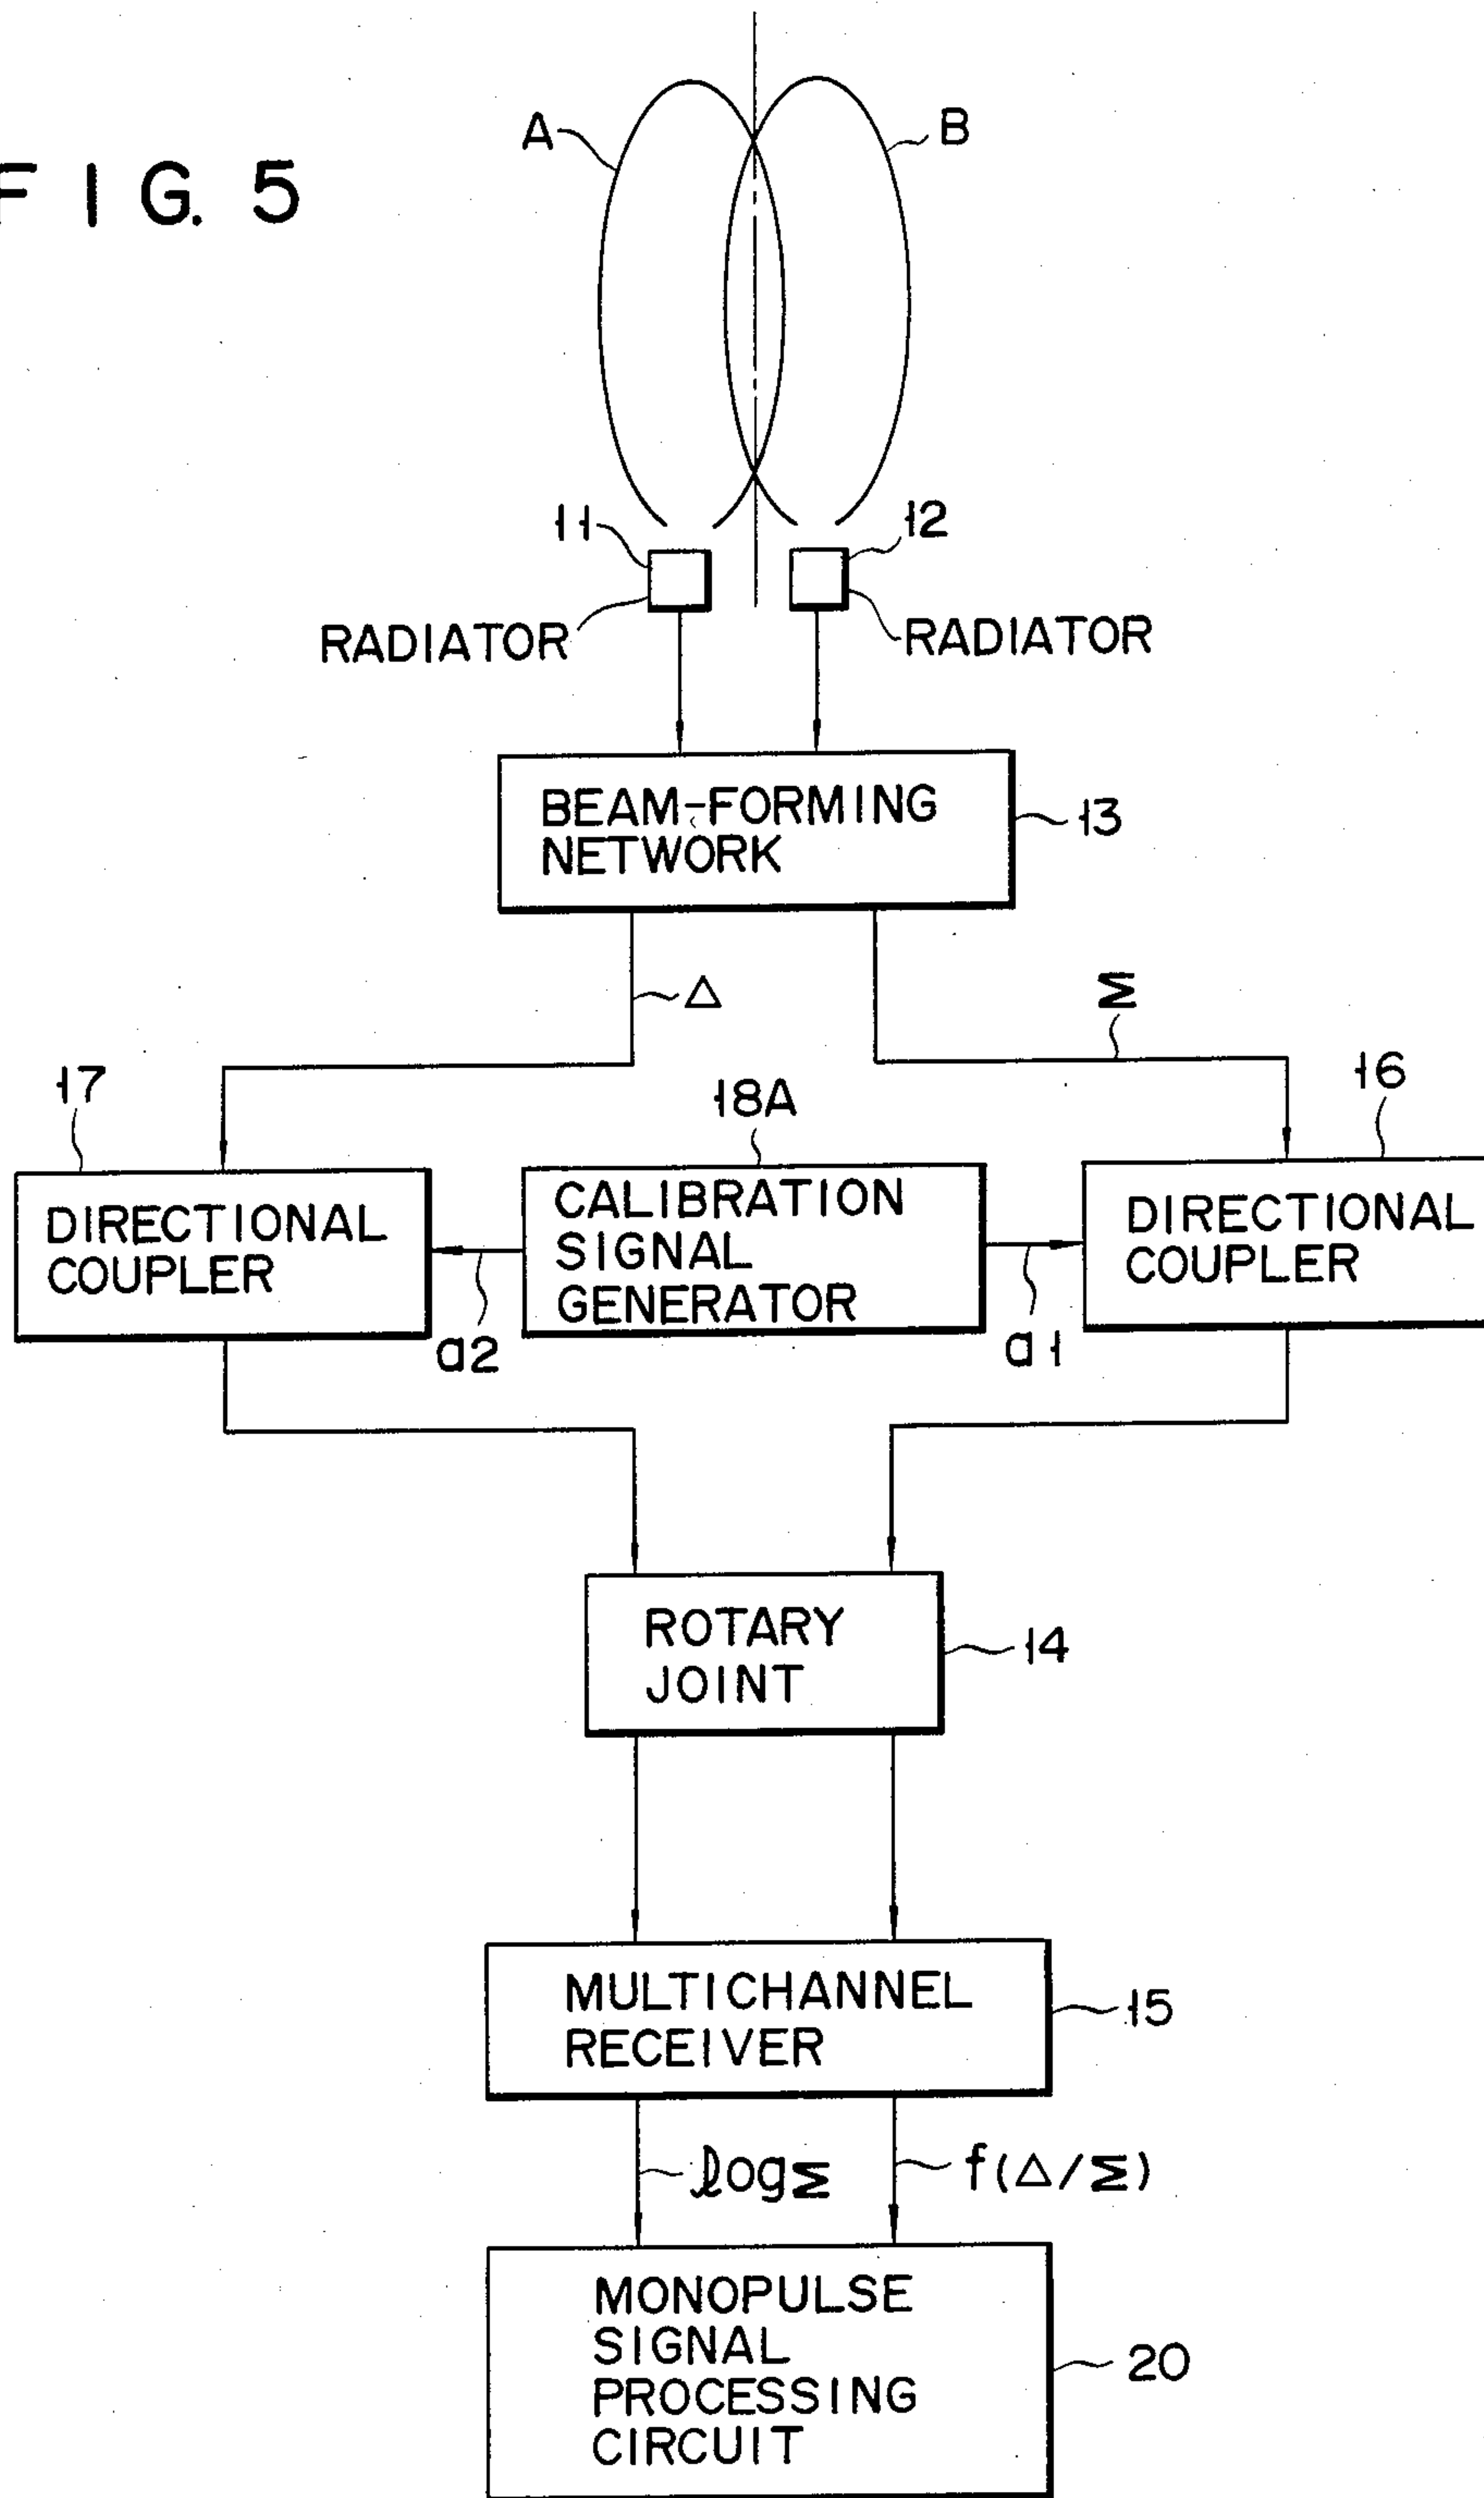 FIG. 5
A
B
11
12
RADIATOR
RADIATOR
BEAM-FORMING
NETWORK
13
Δ
Σ
17
18A
16
DIRECTIONAL
COUPLER
CALIBRATION
SIGNAL
GENERATOR
DIRECTIONAL
COUPLER
a2
a1
ROTARY
JOINT
14
MULTICHANNEL
RECEIVER
15
logΣ
f(Δ/Σ)
MONOPULSE
SIGNAL
PROCESSING
CIRCUIT
20